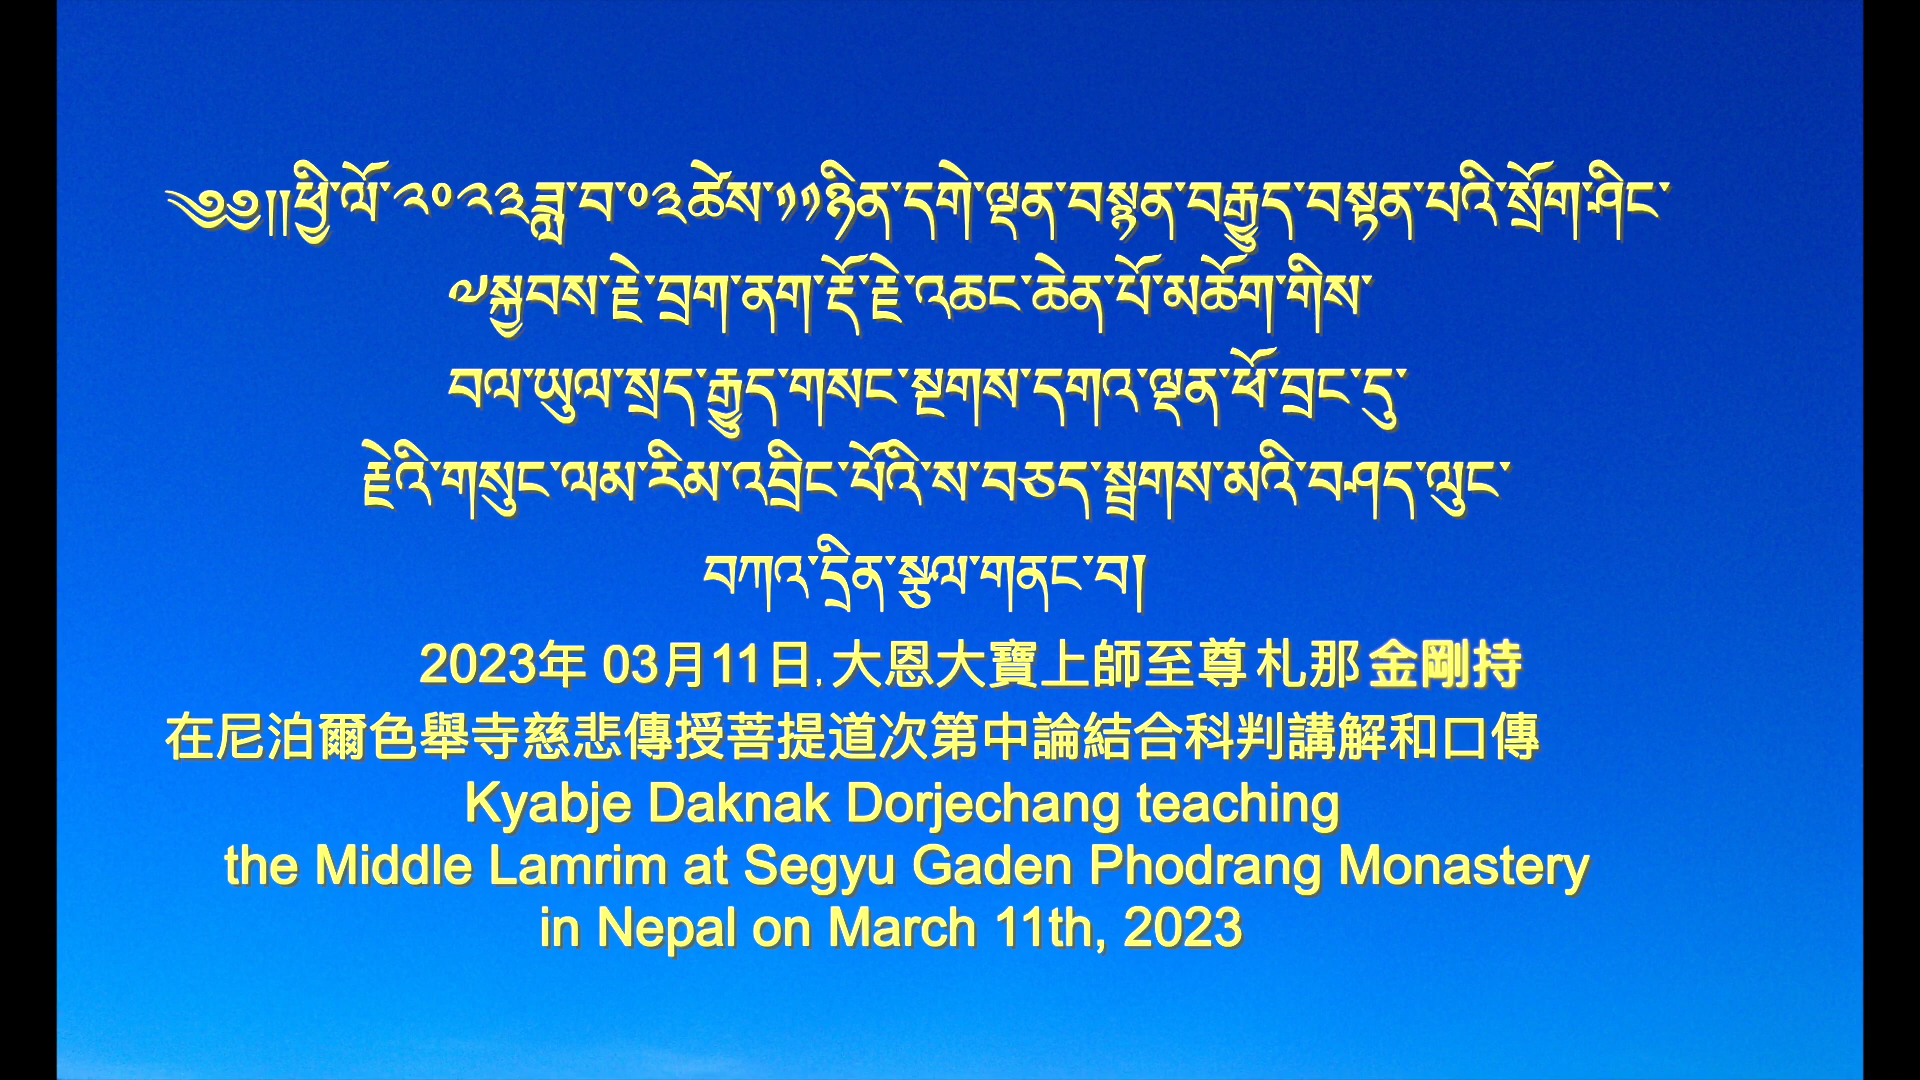 ༄༅།།ཕྱི་ལོ་༢༠༢༣ཟླ་བ་༠༣ཚེས་༡༡ཉིན་དགེ་ལྡན་བསྙན་བརྒྱུད་བསྟན་པའི་སྲོག་ཤིང་
༧སྐྱབས་རྗེ་བྲག་ནག་རྡོ་རྗེ་འཆང་ཆེན་པོ་མཆོག་གིས་
བལ་ཡུལ་སྲད་རྒྱུད་གསང་སྔགས་དགའ་ལྡན་ཕོ་བྲང་དུ་
རྗེའི་གསུང་ལམ་རིམ་འབྲིང་པོའི་ས་བཅད་སྦྲགས་མའི་བཤད་ལུང་
བཀའ་དྲིན་སྩལ་གནང་བ།
2023年 03月11日, 大恩大寶上師至尊 札那 金剛持
在尼泊爾色舉寺慈悲傳授菩提道次第中論結合科判講解和口傳
Kyabje Daknak Dorjechang teaching
the Middle Lamrim at Segyu Gaden Phodrang Monastery
in Nepal on March 11th, 2023